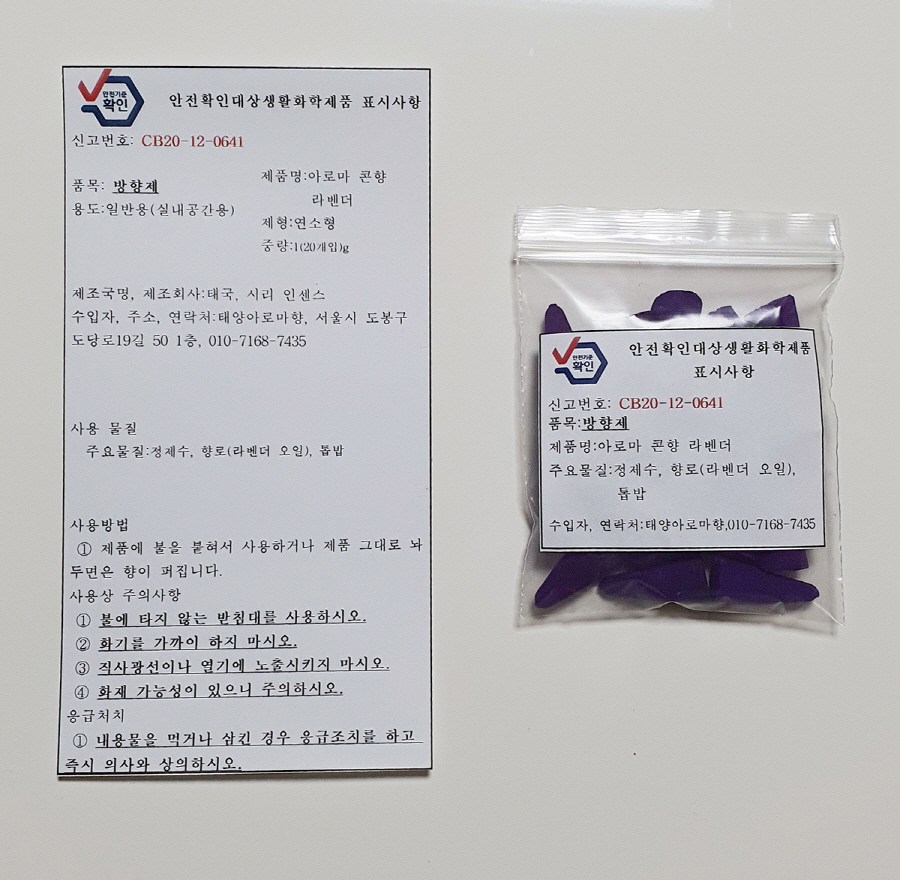 안전기준
확인
안전확인대상생활화학제품 표시사항
신고번호: CB20-12-0641
품목: 방향제
용도:일반용(실내공간용)
제품명:아로마 콘향
라벤더
제형:연소형
중량:1(20개입)g
제조국명, 제조회사:태국, 시리 인센스
수입자, 주소, 연락처:태양아로마향, 서울시 도봉구
도당로19길 50 1층, 010-7168-7435
사용 물질
주요물질:정제수, 향로(라벤더 오일), 톱밥
사용방법
① 제품에 불을 붙혀서 사용하거나 제품 그대로 놔
두면은 향이 퍼집니다.
사용상 주의사항
① 불에 타지 않는 받침대를 사용하시오.
② 화기를 가까이 하지 마시오.
③ 직사광선이나 열기에 노출시키지 마시오.
④ 화재 가능성이 있으니 주의하시오.
응급처치
① 내용물을 먹거나 삼킨 경우 응급조치를 하고
즉시 의사와 상의하시오.
안전기준
확인
안전확인대상생활화학제품
표시사항
신고번호: CB20-12-0641
품목:방향제
제품명:아로마 콘향 라벤더
주요물질:정제수, 향로(라벤더 오일),
톱밥
수입자, 연락처:태양아로마향,010-7168-7435